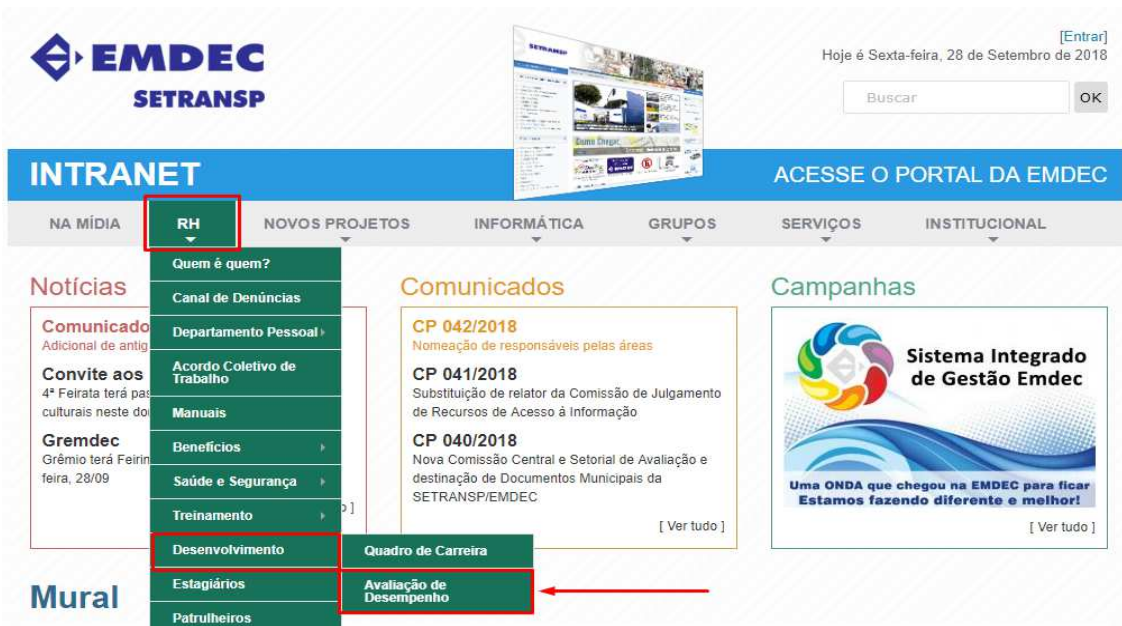 EMDEC
SETRANSP
[Entrar]
Hoje é Sexta-feira, 28 de Setembro de 2018
Buscar
OK
SETRANSP
Como Chegar
INTRANET
ACESSE O PORTAL DA EMDEC
NA MÍDIA
RH
NOVOS PROJETOS
INFORMÁTICA
GRUPOS
SERVIÇOS
INSTITUCIONAL
Quem é quem?
Canal de Denúncias
Departamento Pessoal
Acordo Coletivo de
Trabalho
Manuais
Benefícios
Saúde e Segurança
Treinamento
Desenvolvimento
Estagiários
Patrulheiros
Quadro de Carreira
Avaliação de
Desempenho
Notícias
Comunicado
Adicional de antig
Convite aos
4ª Feirata terá pas
culturais neste do
Gremdec
Grêmio terá Feirin
feira, 28/09
o ]
Comunicados
CP 042/2018
Nomeação de responsáveis pelas áreas
CP 041/2018
Substituição de relator da Comissão de Julgamento
de Recursos de Acesso à Informação
CP 040/2018
Nova Comissão Central e Setorial de Avaliação e
destinação de Documentos Municipais da
SETRANSP/EMDEC
[ Ver tudo ]
Campanhas
Sistema Integrado
de Gestão Emdec
Uma ONDA que chegou na EMDEC para ficar
Estamos fazendo diferente e melhor!
[ Ver tudo ]
Mural